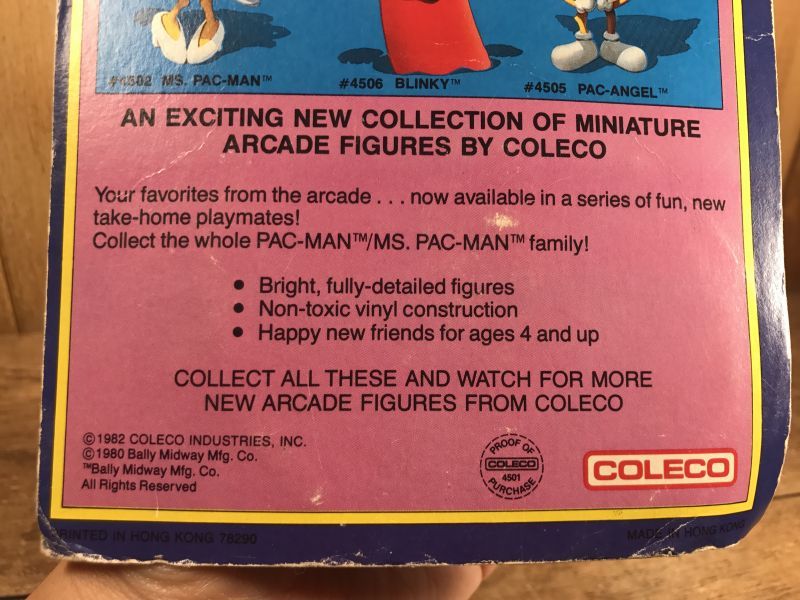 #4502 MS. PAC-MAN™
#4506 BLINKY™
#4505 PAC-ANGEL™
AN EXCITING NEW COLLECTION OF MINIATURE
ARCADE FIGURES BY COLECO
Your favorites from the arcade . . . now available in a series of fun, new
take-home playmates!
Collect the whole PAC-MAN™/MS. PAC-MAN™ family!
● Bright, fully-detailed figures
● Non-toxic vinyl construction
● Happy new friends for ages 4 and up
COLLECT ALL THESE AND WATCH FOR MORE
NEW ARCADE FIGURES FROM COLECO
©1982 COLECO INDUSTRIES, INC.
©1980 Bally Midway Mfg. Co.
™Bally Midway Mfg. Co.
All Rights Reserved
PROOF OF
COLECO
4501
PURCHASE
COLECO
PRINTED IN HONG KONG 78290
MADE IN HONG KONG